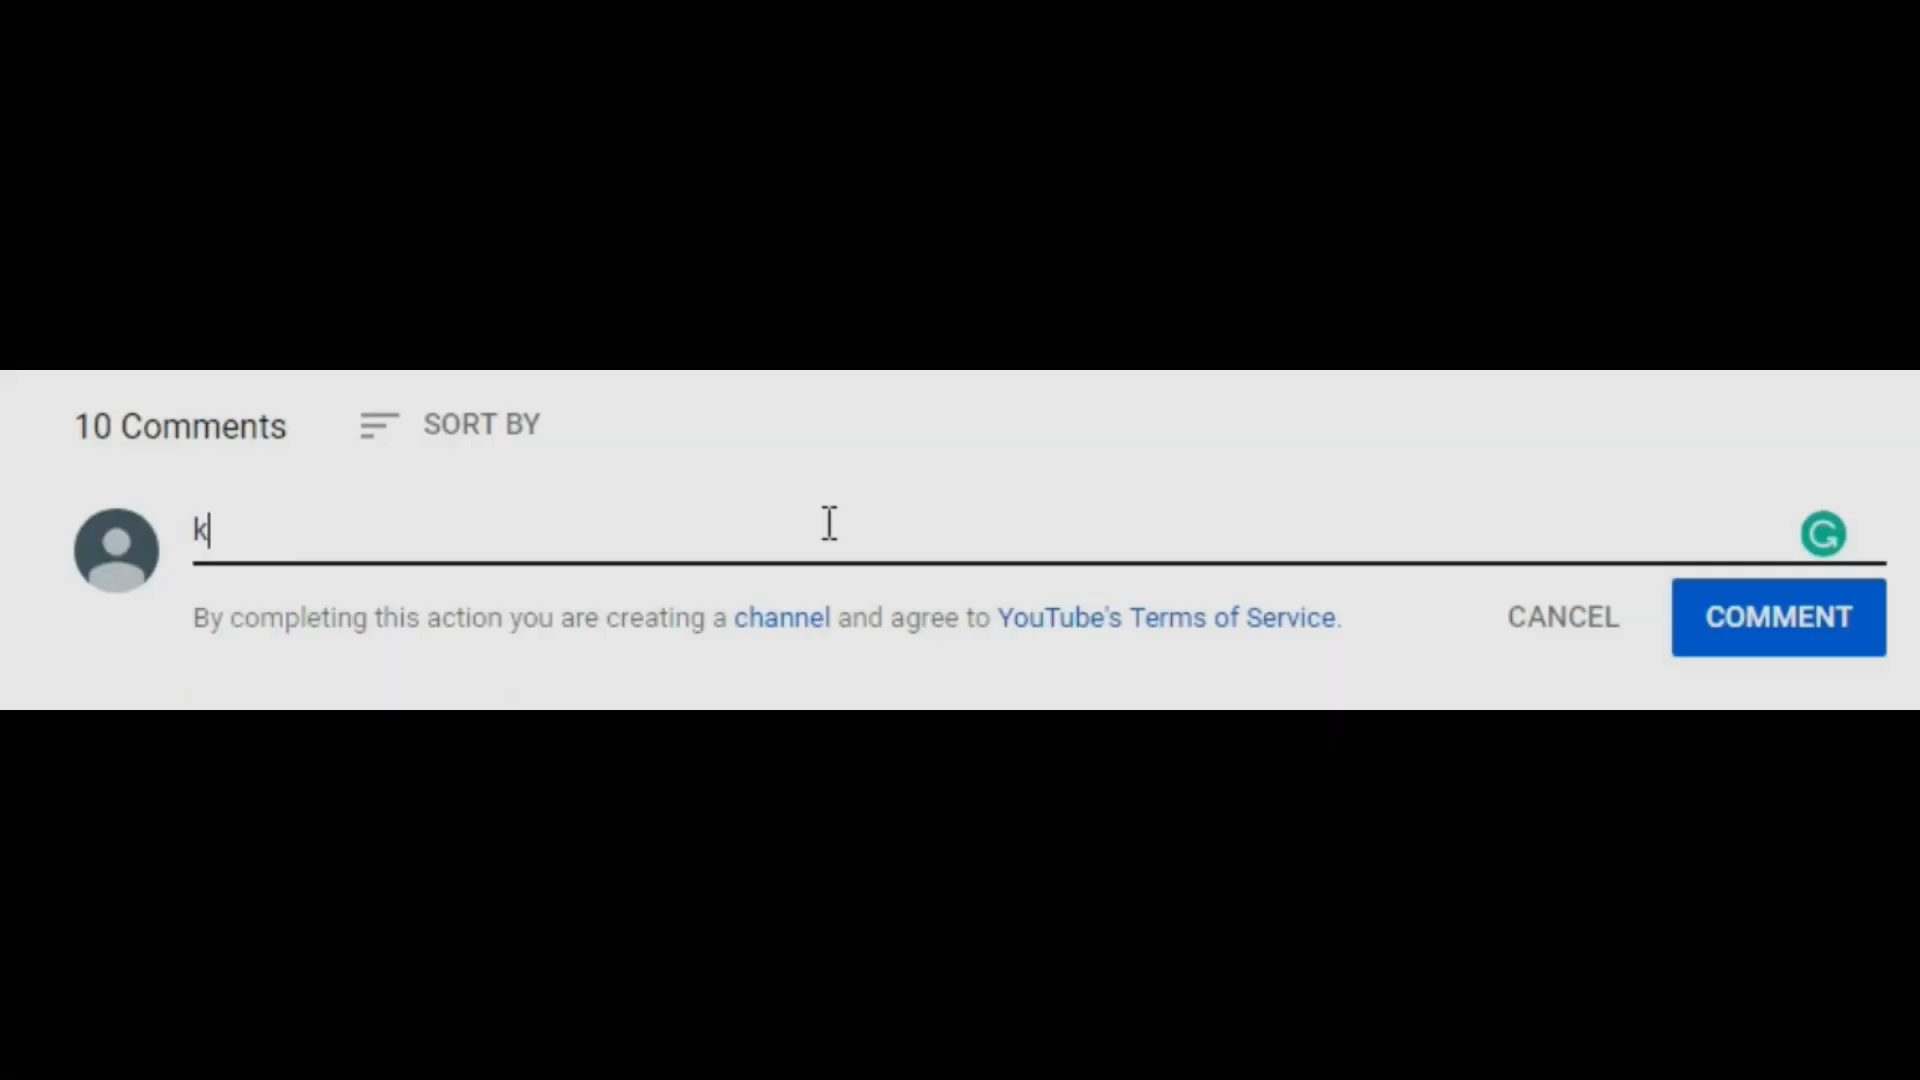 10 Comments SORT BY
k
By completing this action you are creating a channel and agree to YouTube's Terms of Service. CANCEL COMMENT